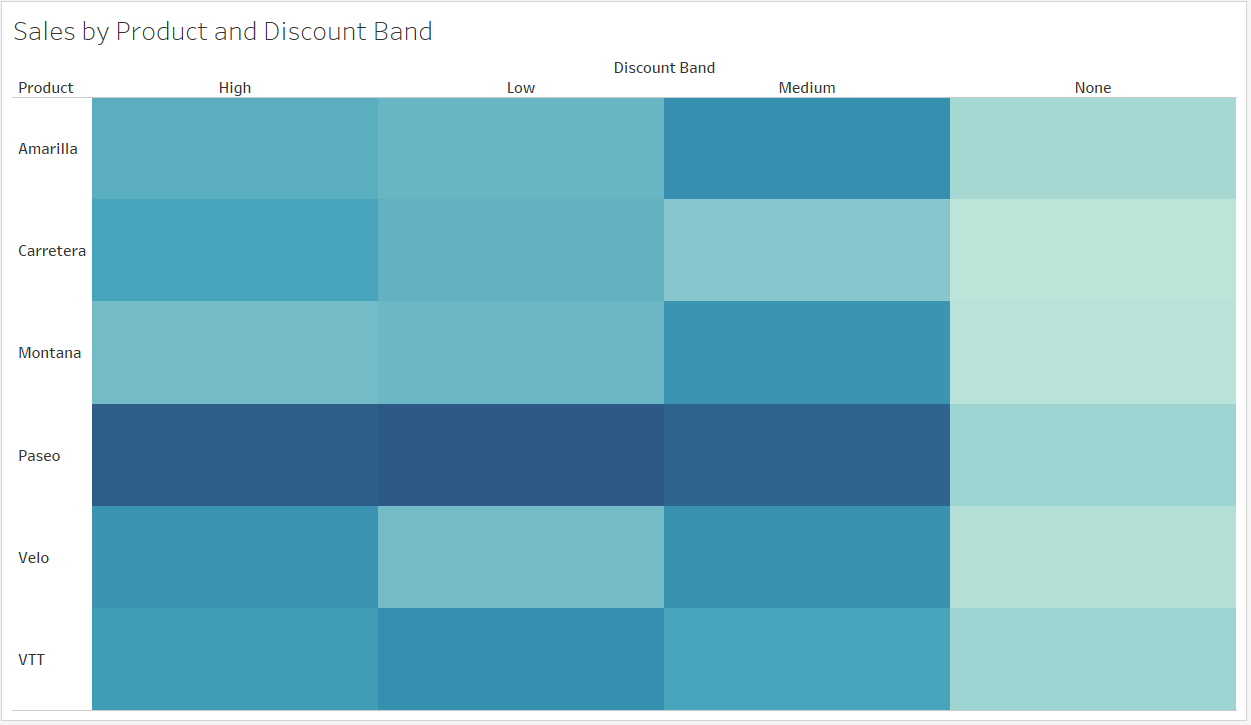 Sales by Product and Discount Band
Discount Band
Product High Low Medium None
Amarilla
Carretera
Montana
Paseo
Velo
VTT